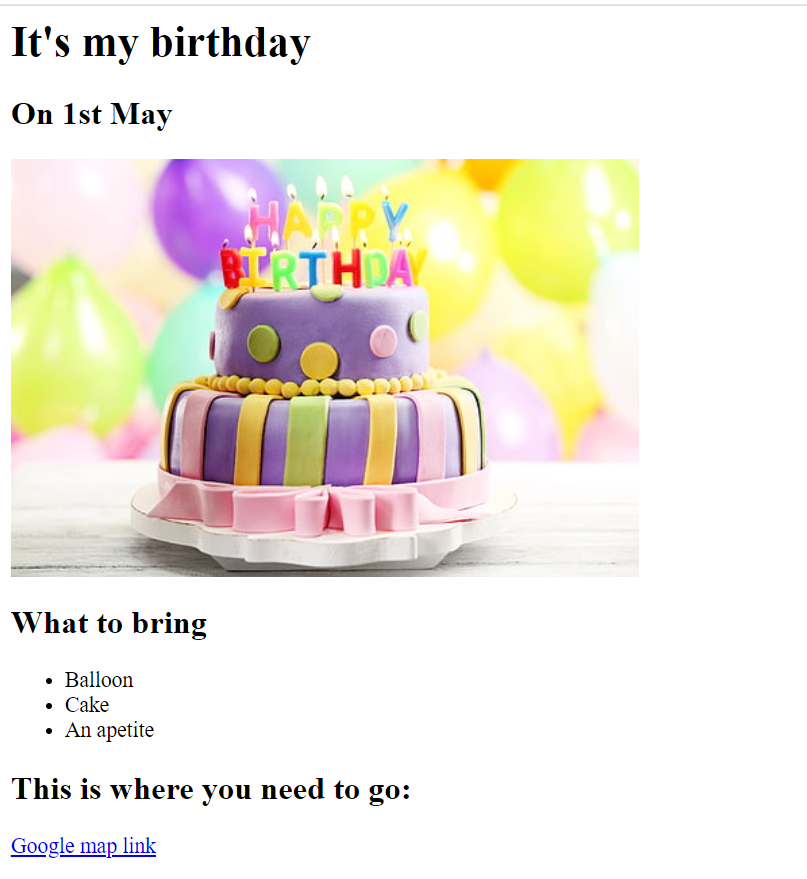 It's my birthday
On 1st May
HAPPY
BIRTHDAY
What to bring
Balloon
Cake
An apetite
This is where you need to go:
Google map link